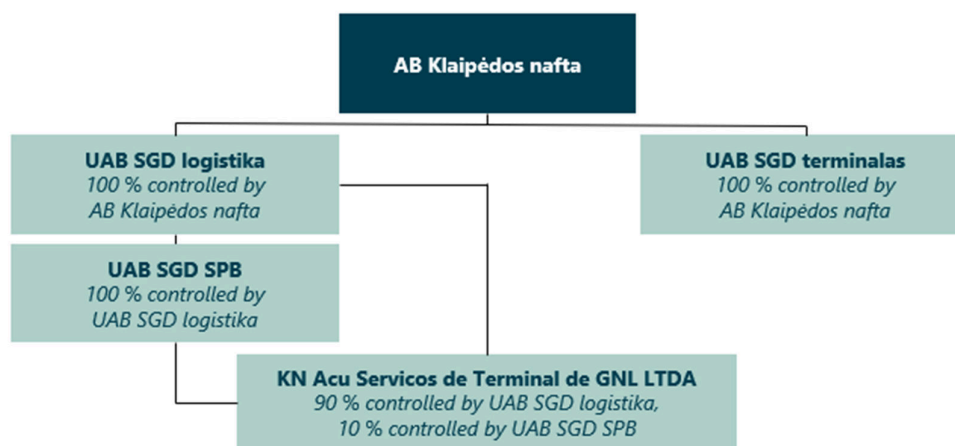 AB Klaipėdos nafta
UAB SGD logistika
100 % controlled by
AB Klaipėdos nafta
UAB SGD terminalas
100 % controlled by
AB Klaipėdos nafta
UAB SGD SPB
100 % controlled by
UAB SGD logistika
KN Acu Servicos de Terminal de GNL LTDA
90 % controlled by UAB SGD logistika,
10 % controlled by UAB SGD SPB